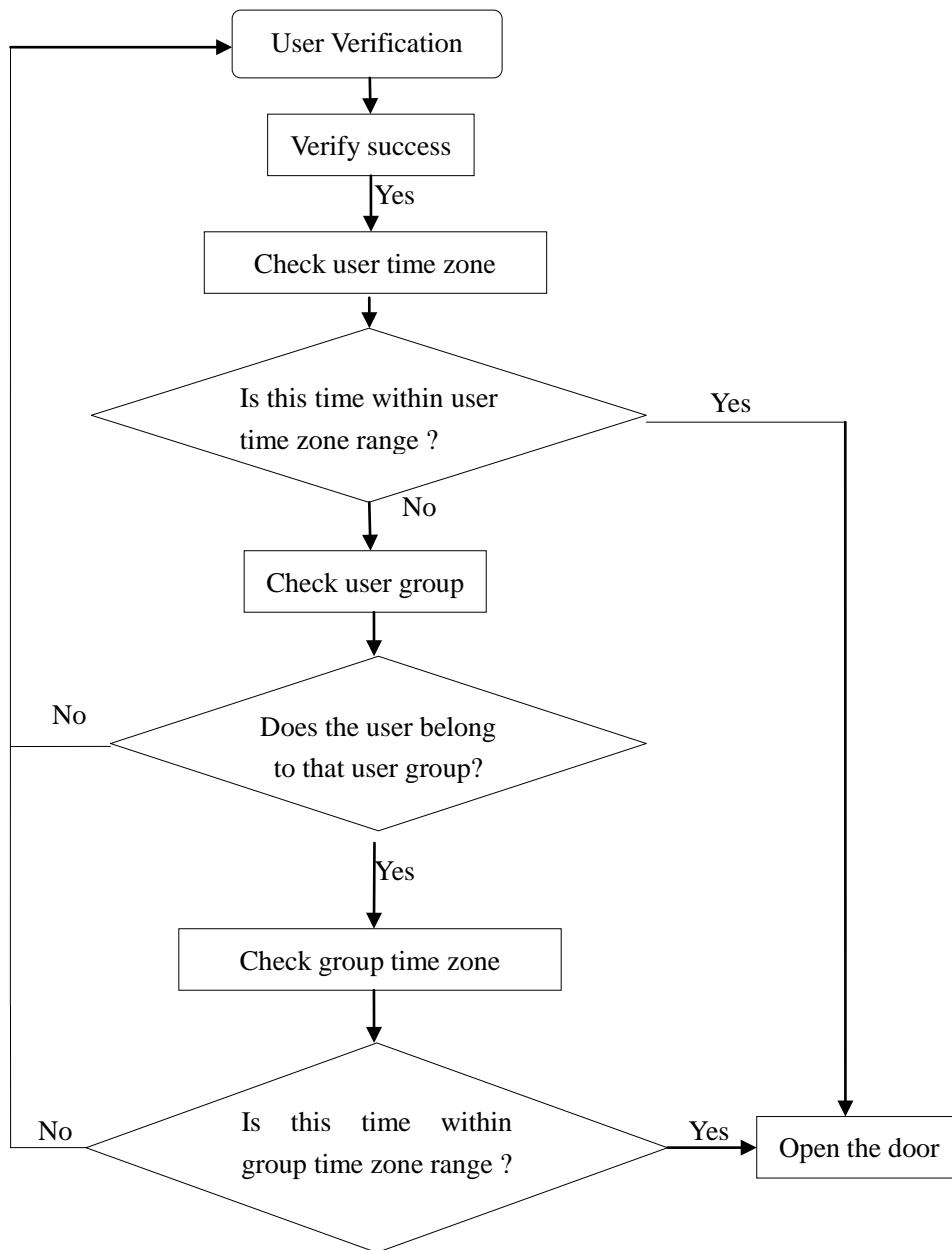 User Verification
Verify success
Yes
Check user time zone
Is this time within user
time zone range ?
Yes
No
Check user group
No
Does the user belong
to that user group?
Yes
Check group time zone
No
Is this time within
group time zone range ?
Yes
Open the door